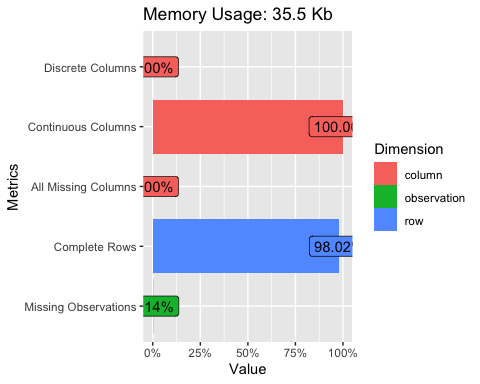 Memory Usage: 35.5 Kb
Discrete Columns
00%
Continuous Columns
100.00
All Missing Columns
00%
Complete Rows
98.02
Missing Observations
14%
0%
25%
50%
75%
100%
Value
Metrics
Dimension
column
observation
row